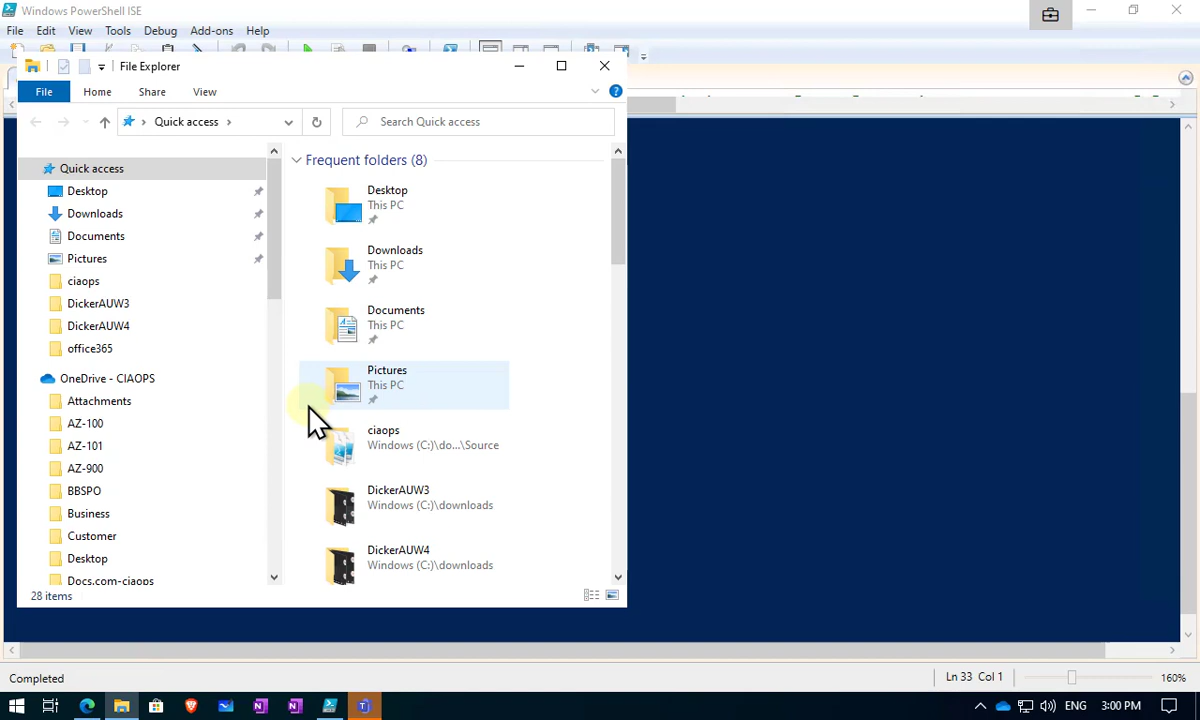 Windows PowerShell ISE
File Edit View Tools Debug Add-ons Help
File Explorer
File Home Share View
Quick access
Search Quick access
Quick access
Desktop
Downloads
Documents
Pictures
ciaops
DickerAUW3
DickerAUW4
office365
OneDrive - CIAOPS
Attachments
AZ-100
AZ-101
AZ-900
BBSPO
Business
Customer
Desktop
Docs.com-ciaops
Frequent folders (8)
Desktop
This PC
Downloads
This PC
Documents
This PC
Pictures
This PC
ciaops
Windows (C:)\do...\Source
DickerAUW3
Windows (C:)\downloads
DickerAUW4
Windows (C:)\downloads
28 items
Completed
Ln 33 Col 1
160%
ENG
3:00 PM